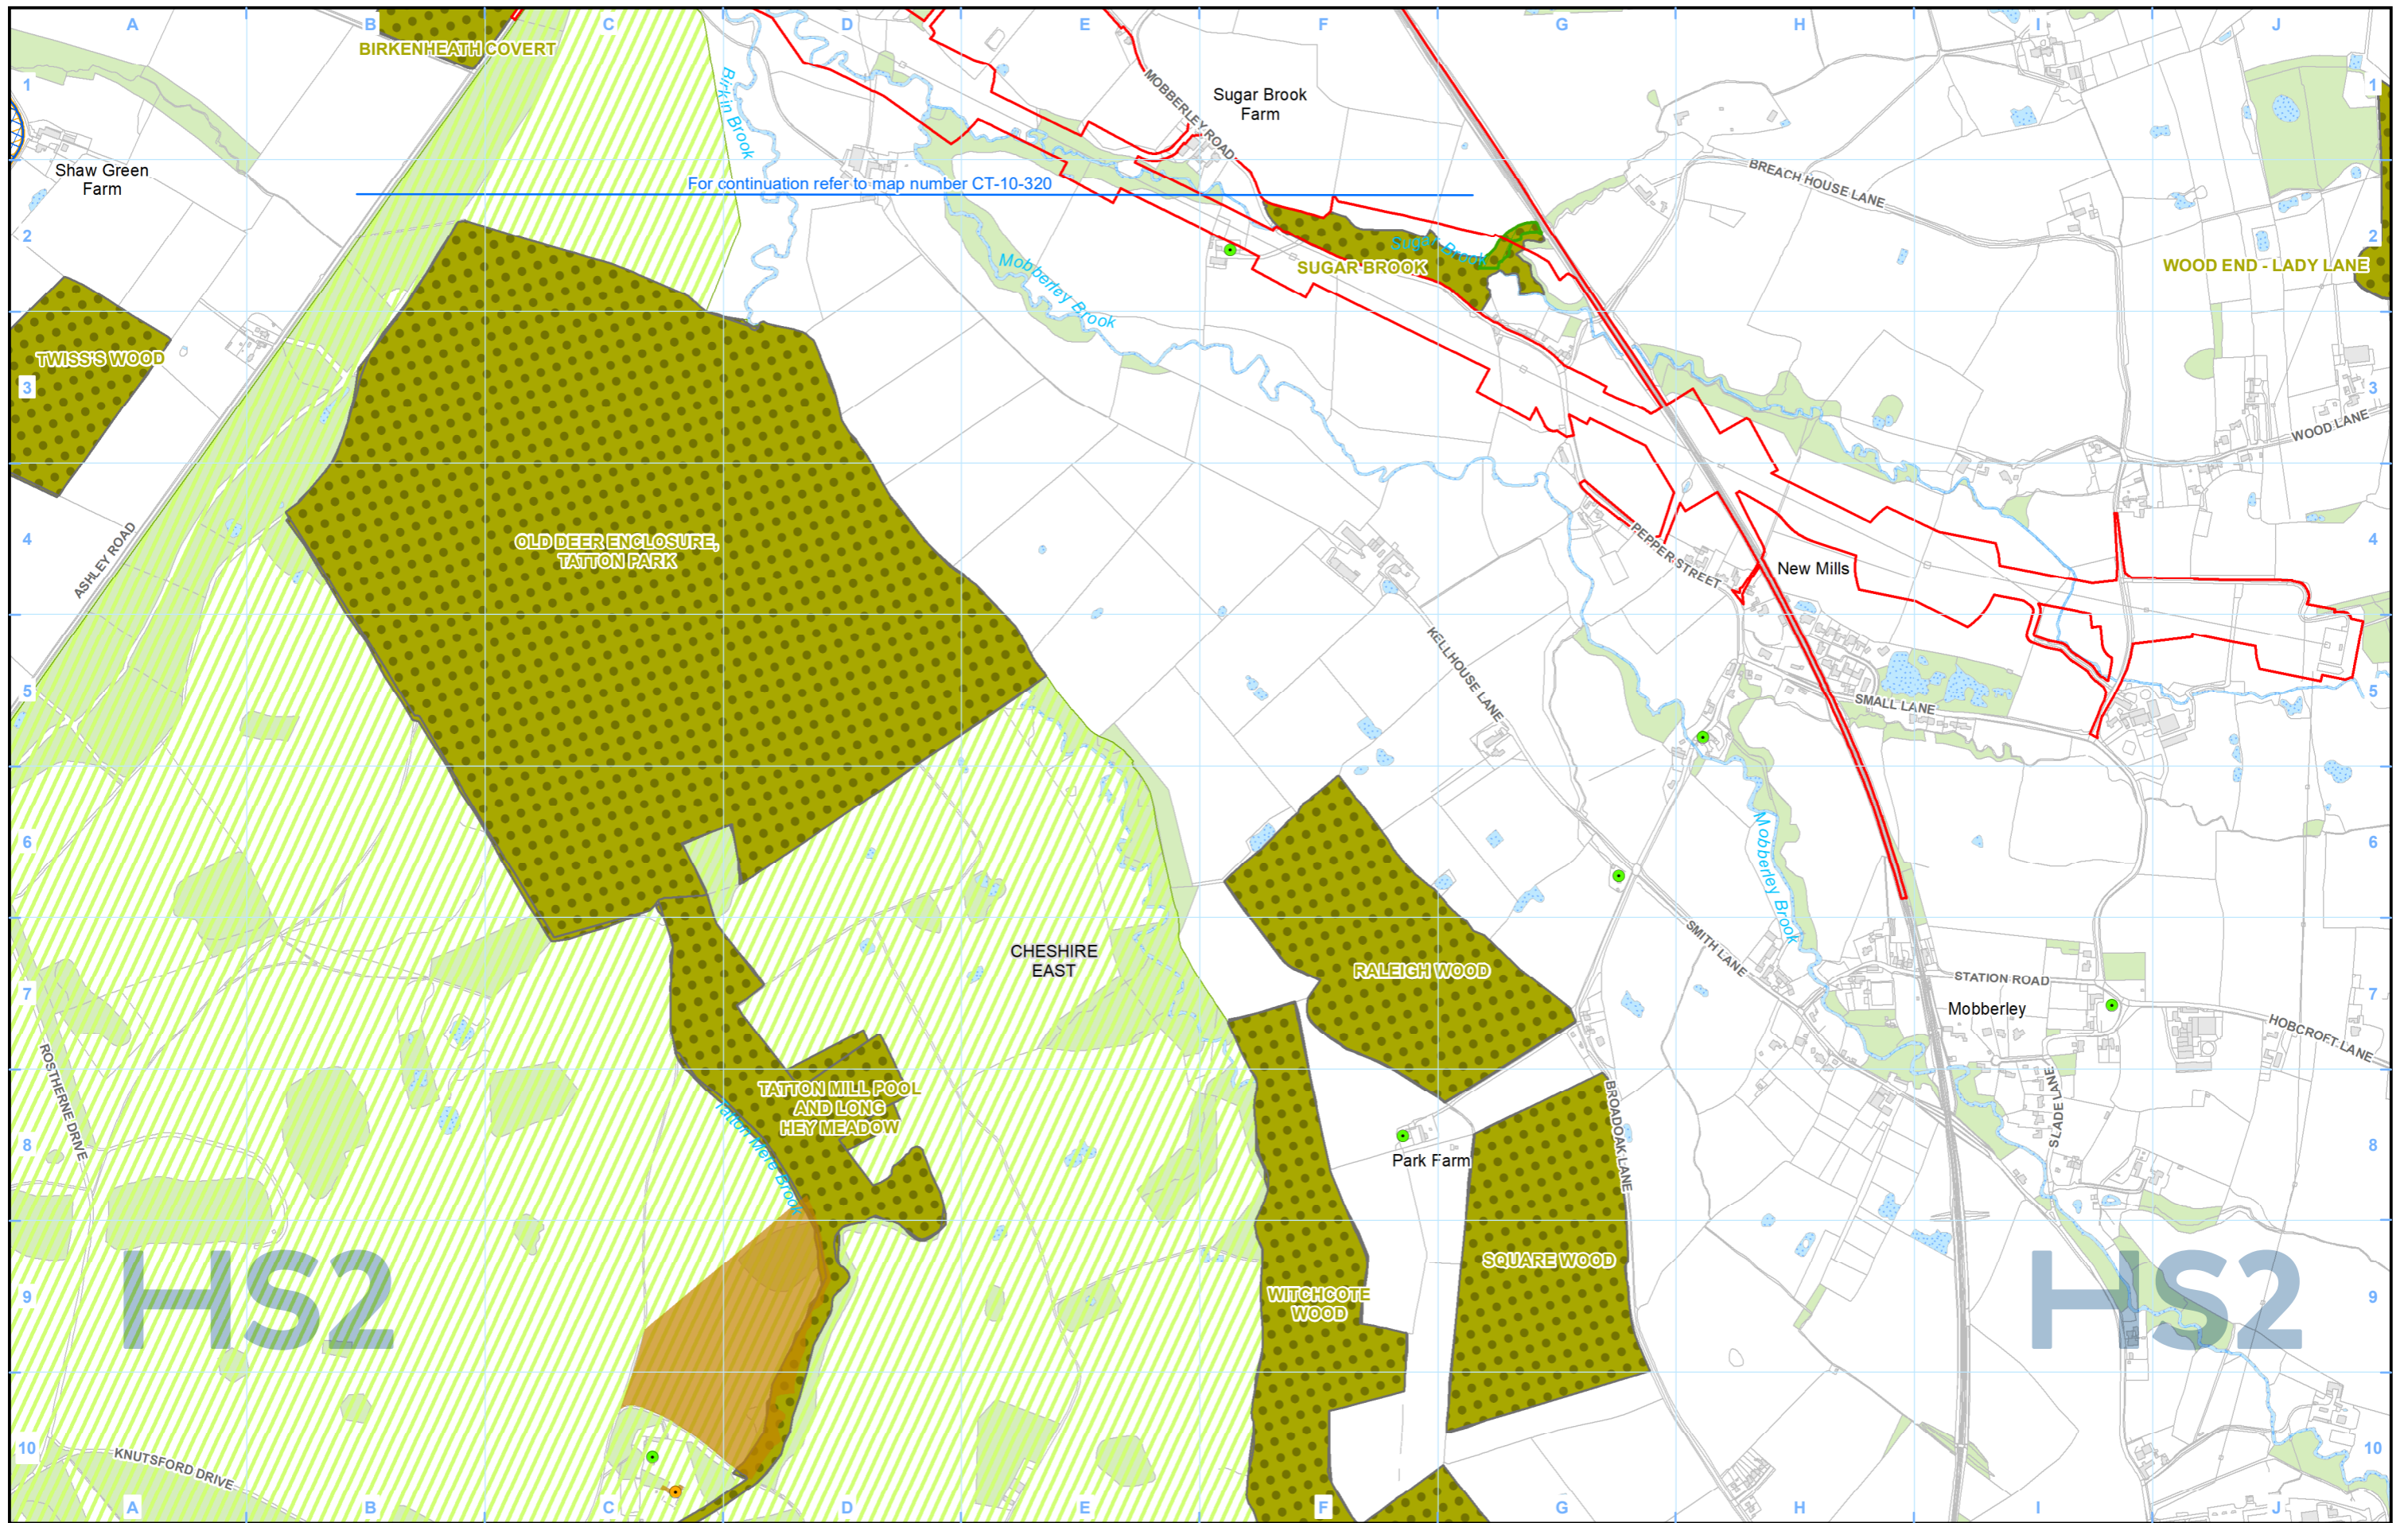 A B C D E F G H I J
BIRKENHEATH COVERT
1
1
Birkin Brook
MOBBERLEY ROAD
Sugar Brook
Farm
Shaw Green
Farm
BREACH HOUSE LANE
For continuation refer to map number CT-10-320
2
2
Sugar Brook
SUGAR BROOK
WOOD END - LADY LANE
Mobberley Brook
TWISS'S WOOD
3
3
WOOD LANE
ASHLEY ROAD
4
4
OLD DEER ENCLOSURE,
TATTON PARK
PEPPER STREET
New Mills
KELLHOUSE LANE
5
5
SMALL LANE
6
6
Mobberley Brook
CHESHIRE
EAST
SMITH LANE
RALEIGH WOOD
STATION ROAD
7
7
Mobberley
HOBCROFT LANE
ROSTHERNE DRIVE
TATTON MILL POOL
AND LONG
HEY MEADOW
Tatton Mere Brook
BROADOAK LANE
SLADE LANE
8
8
Park Farm
SQUARE WOOD
HS2
HS2
9
9
WITCHCOTE
WOOD
10
10
KNUTSFORD DRIVE
A B C D E F G H I J